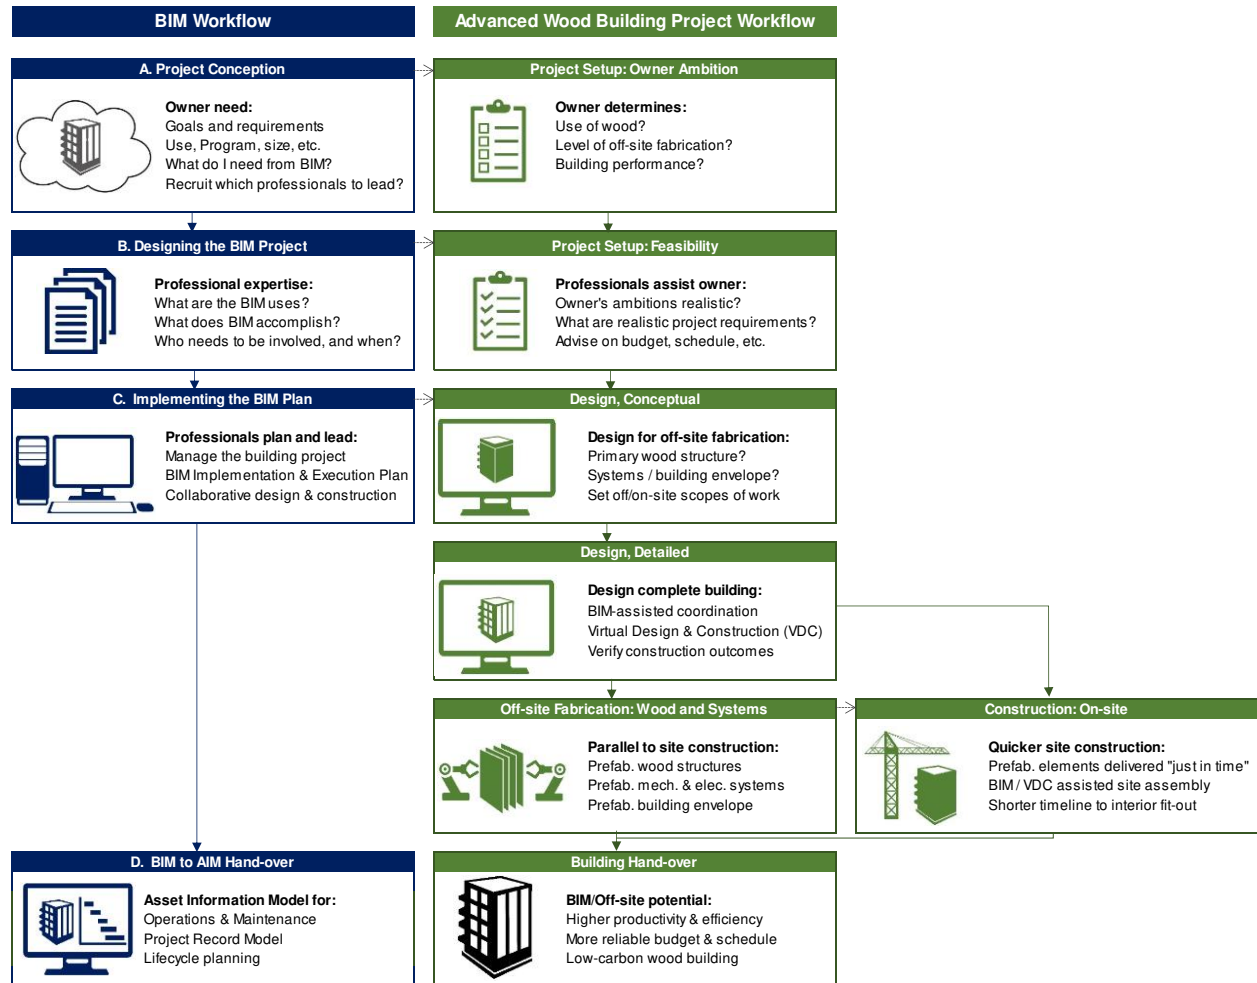 BIM Workflow
Advanced Wood Building Project Workflow
A. Project Conception
Owner need:
Goals and requirements
Use, Program, size, etc.
What do I need from BIM?
Recruit which professionals to lead?
Project Setup: Owner Ambition
Owner determines:
Use of wood?
Level of off-site fabrication?
Building performance?
B. Designing the BIM Project
Professional expertise:
What are the BIM uses?
What does BIM accomplish?
Who needs to be involved, and when?
Project Setup: Feasibility
Professionals assist owner:
Owner's ambitions realistic?
What are realistic project requirements?
Advise on budget, schedule, etc.
C. Implementing the BIM Plan
Professionals plan and lead:
Manage the building project
BIM Implementation & Execution Plan
Collaborative design & construction
Design, Conceptual
Design for off-site fabrication:
Primary wood structure?
Systems / building envelope?
Set off/on-site scopes of work
Design, Detailed
Design complete building:
BIM-assisted coordination
Virtual Design & Construction (VDC)
Verify construction outcomes
Off-site Fabrication: Wood and Systems
Parallel to site construction:
Prefab. wood structures
Prefab. mech. & elec. systems
Prefab. building envelope
Construction: On-site
Quicker site construction:
Prefab. elements delivered "just in time"
BIM / VDC assisted site assembly
Shorter timeline to interior fit-out
D. BIM to AIM Hand-over
Asset Information Model for:
Operations & Maintenance
Project Record Model
Lifecycle planning
Building Hand-over
BIM/Off-site potential:
Higher productivity & efficiency
More reliable budget & schedule
Low-carbon wood building